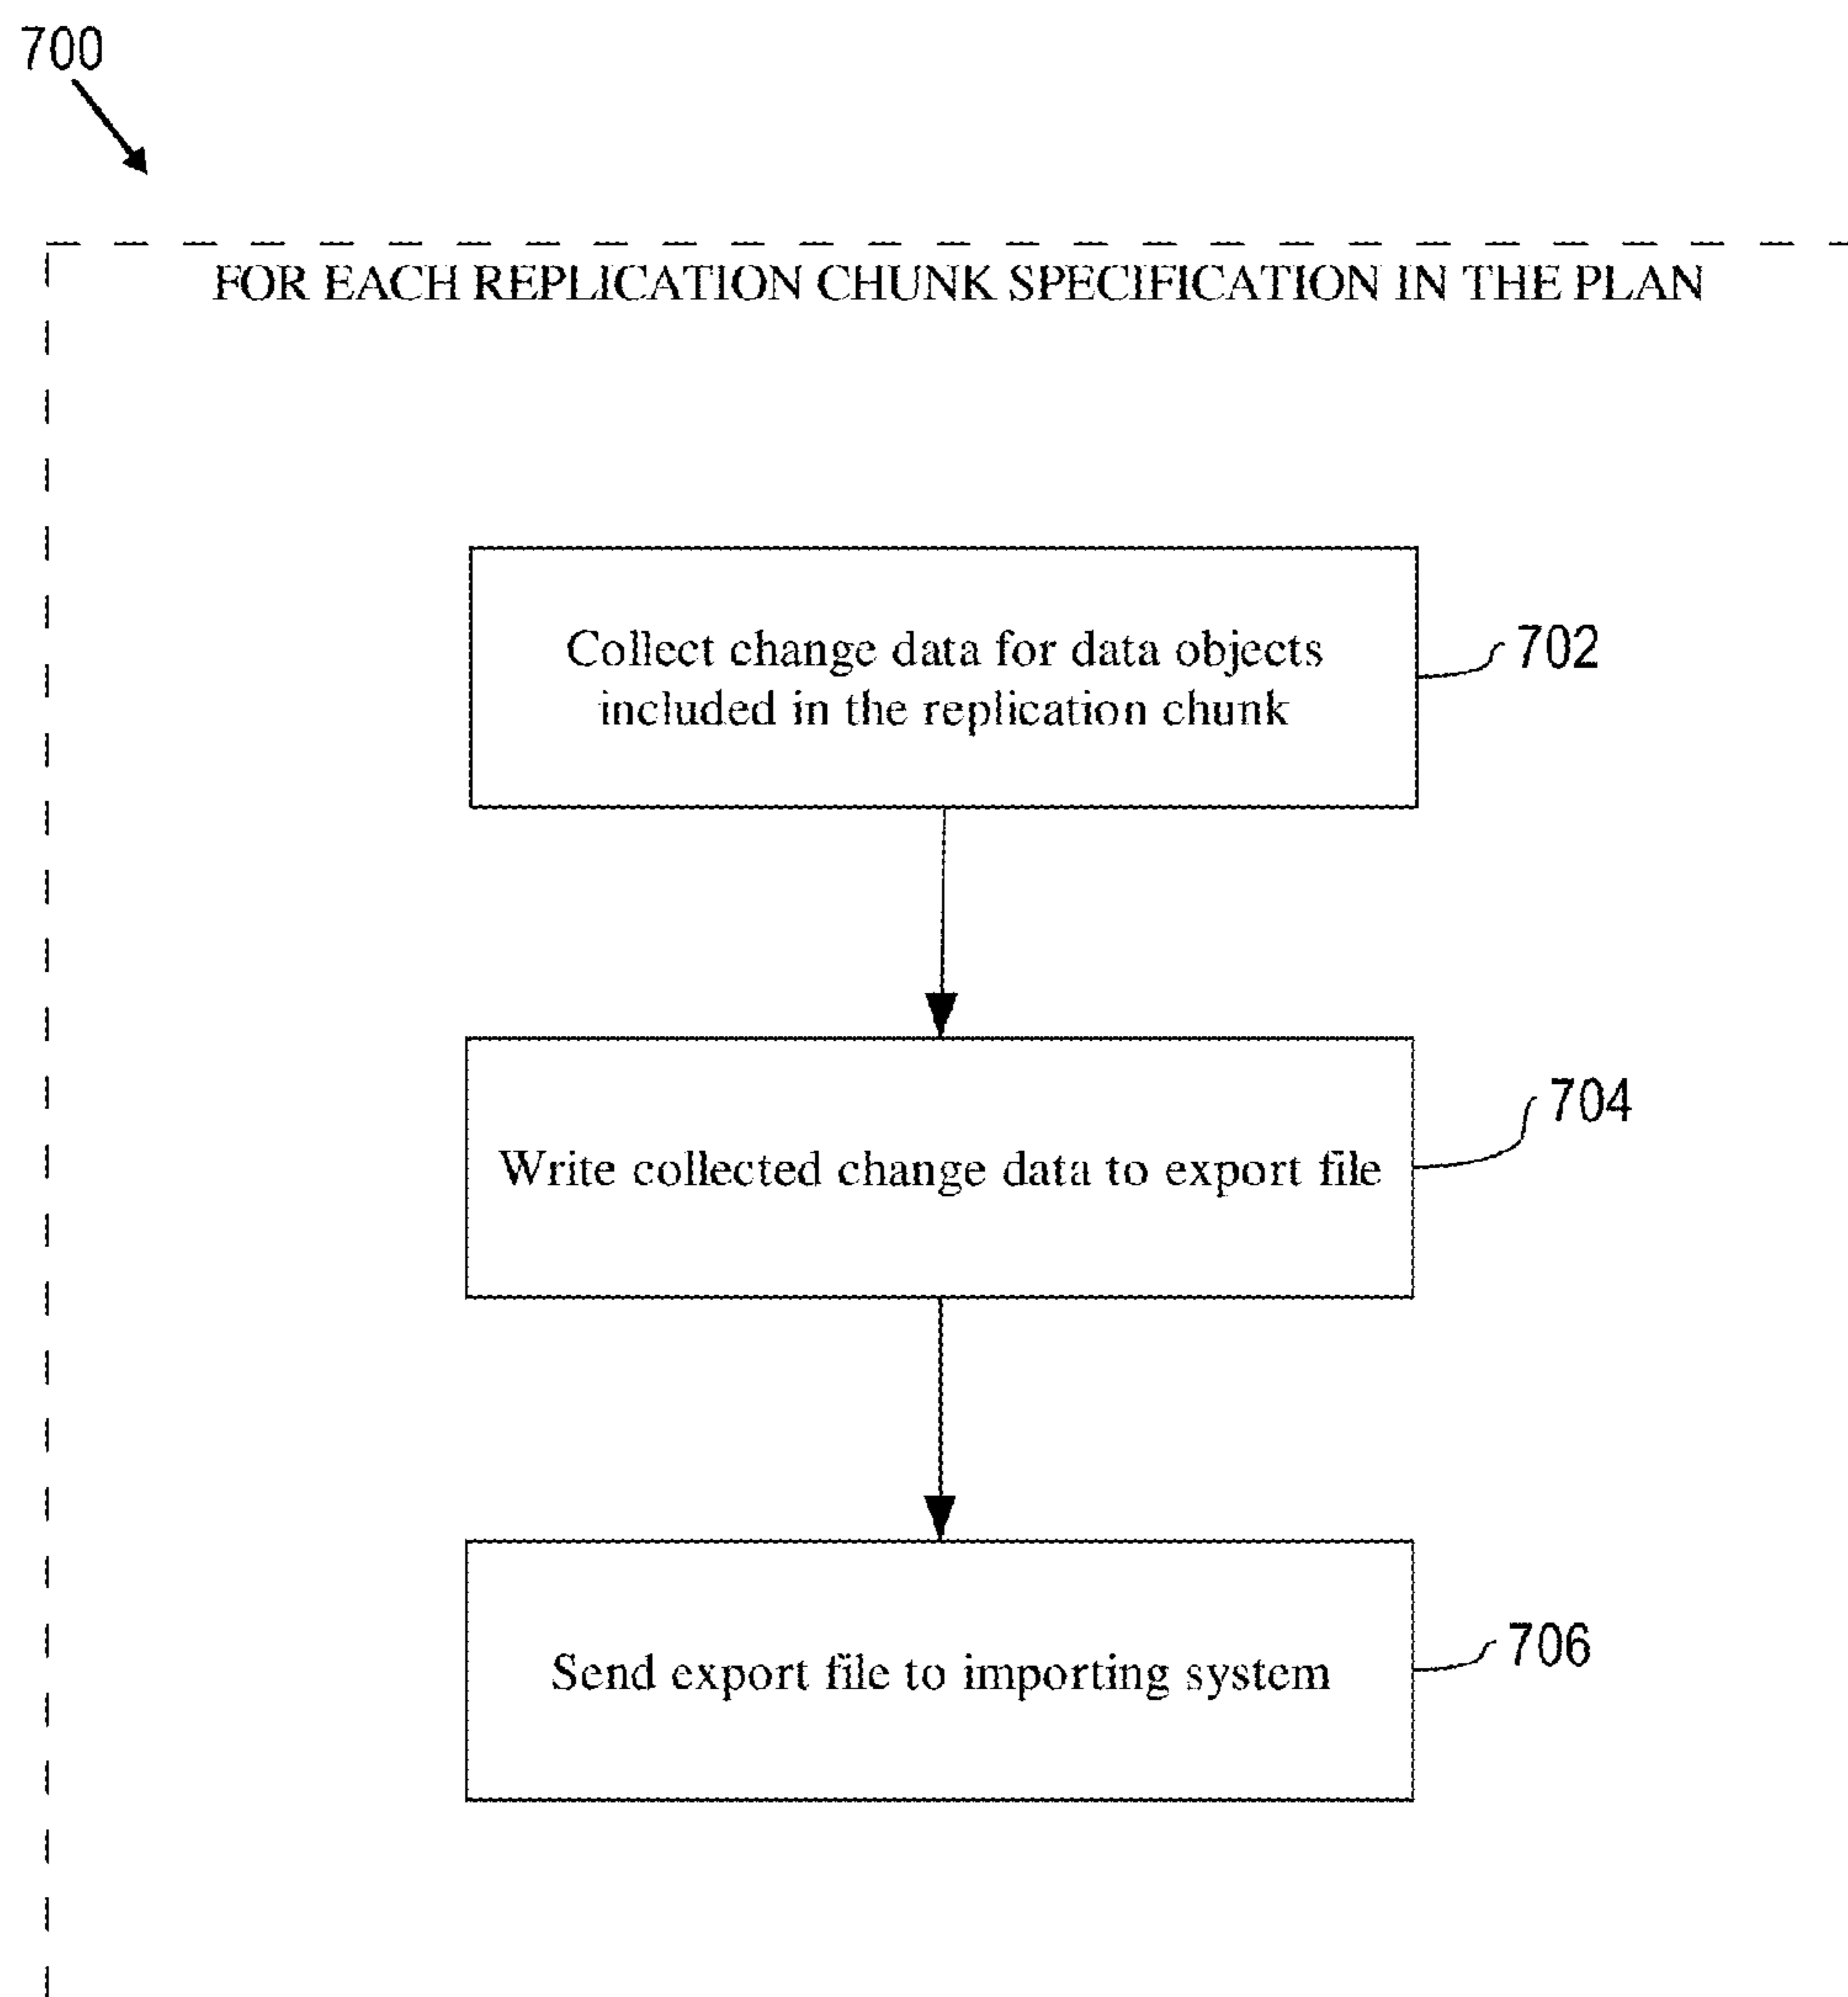 700
FOR EACH REPLICATION CHUNK SPECIFICATION IN THE PLAN
Collect change data for data objects
included in the replication chunk
702
Write collected change data to export file
704
Send export file to importing system
706